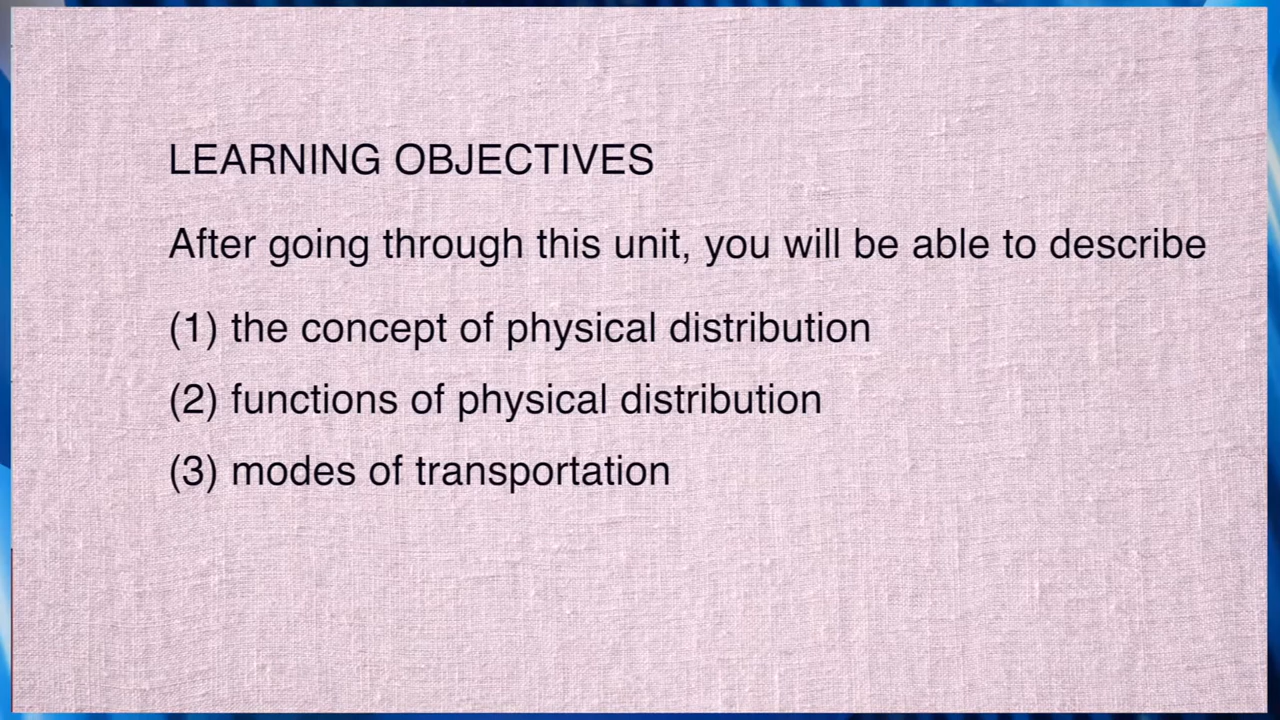 LEARNING OBJECTIVES
After going through this unit, you will be able to describe
(1) the concept of physical distribution
(2) functions of physical distribution
(3) modes of transportation